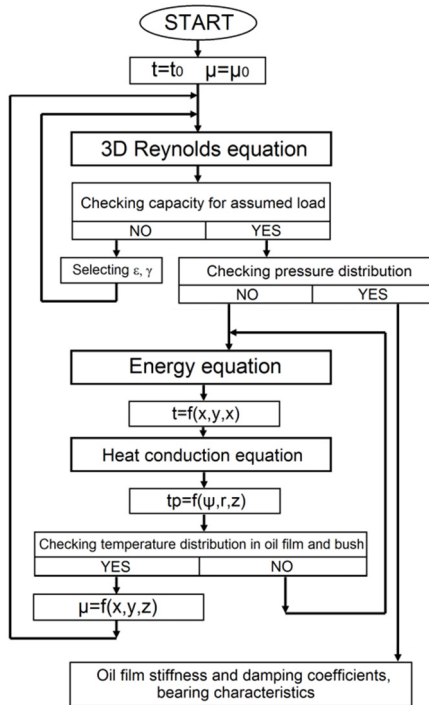 START
t=t₀ μ=μ₀
3D Reynolds equation
Checking capacity for assumed load
NO YES
Selecting ε, γ
Checking pressure distribution
NO YES
Energy equation
t=f(x,y,x)
Heat conduction equation
tp=f(ψ,r,z)
Checking temperature distribution in oil film and bush
YES NO
μ=f(x,y,z)
Oil film stiffness and damping coefficients,
bearing characteristics